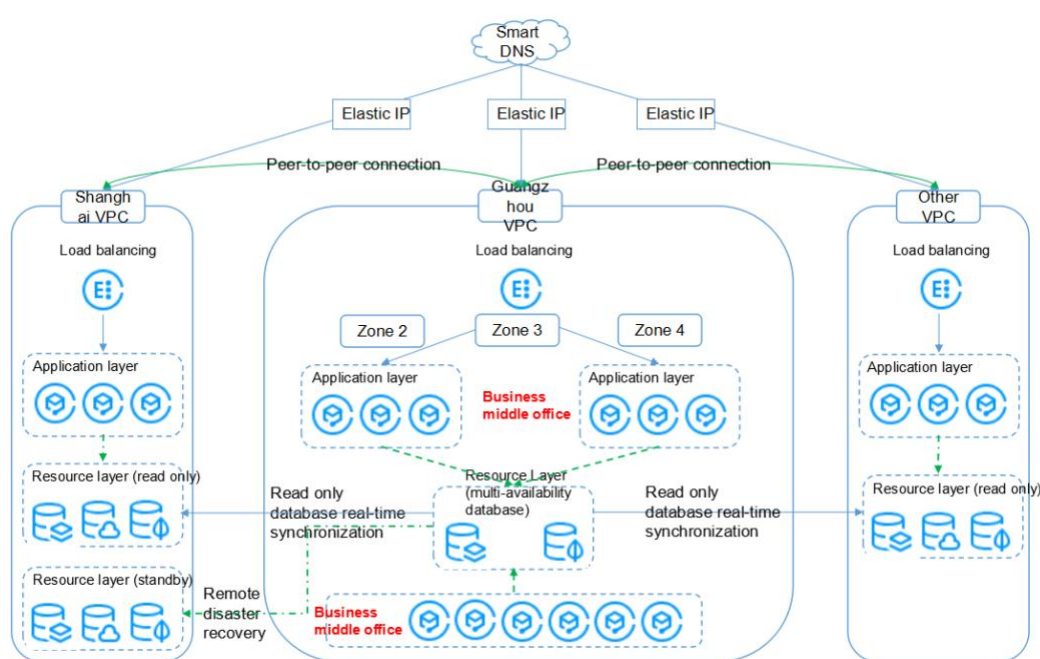 Smart
DNS
Elastic IP
Elastic IP
Elastic IP
Peer-to-peer connection
Peer-to-peer connection
Shangh
ai VPC
Guangz
hou
VPC
Other
VPC
Load balancing
Load balancing
Load balancing
Zone 2
Zone 3
Zone 4
Application layer
Application layer
Application layer
Application layer
Business
middle office
Resource layer (read only)
Read only
database real-time
synchronization
Resource Layer
(multi-availability
database)
Read only
database real-time
synchronization
Resource layer (read only)
Resource layer (standby)
Remote
disaster
recovery
Business
middle office